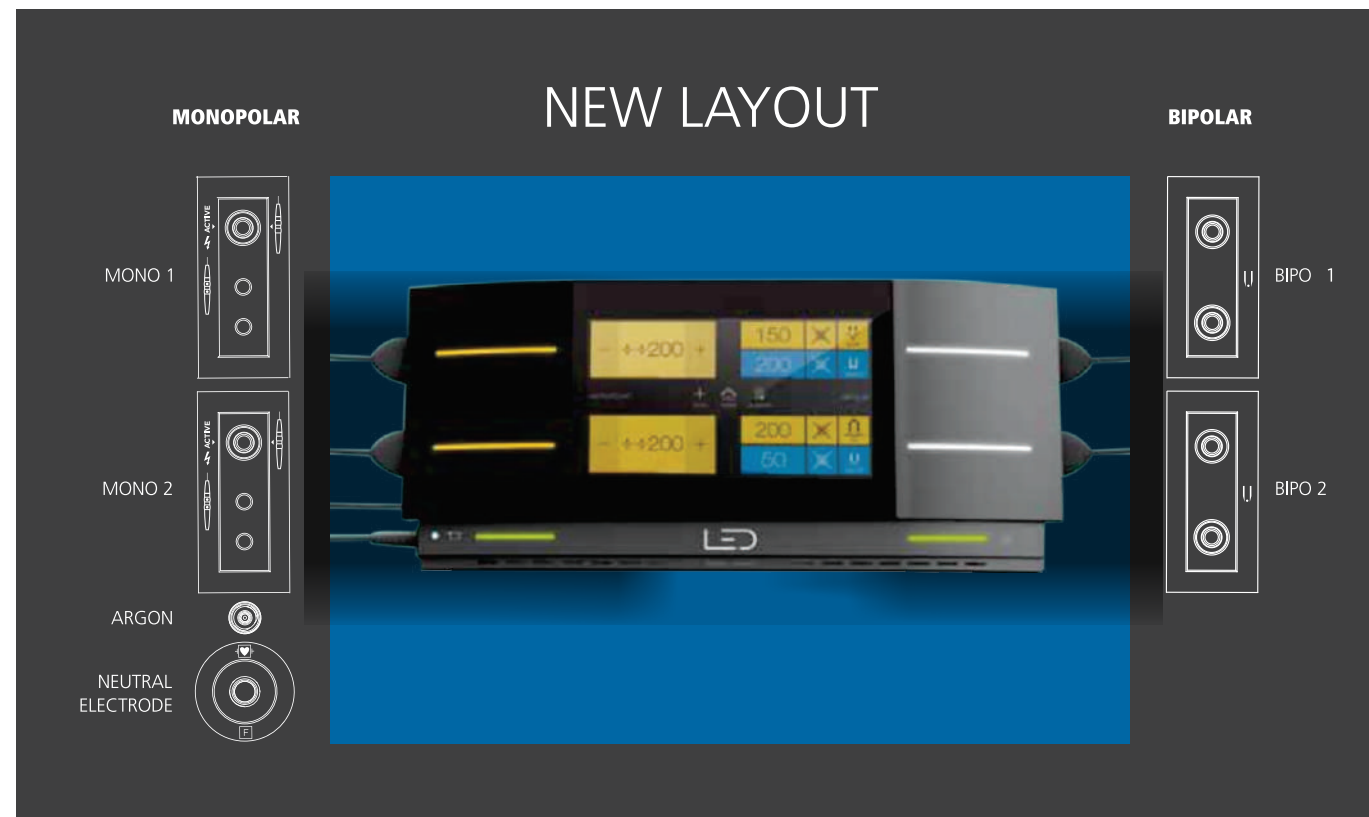 NEW LAYOUT
MONOPOLAR
BIPOLAR
ACTIVE
MONO 1
BIPO 1
ACTIVE
MONO 2
BIPO 2
ARGON
NEUTRAL
ELECTRODE
F
- 200 +
150
200
- 200 +
200
50
LED